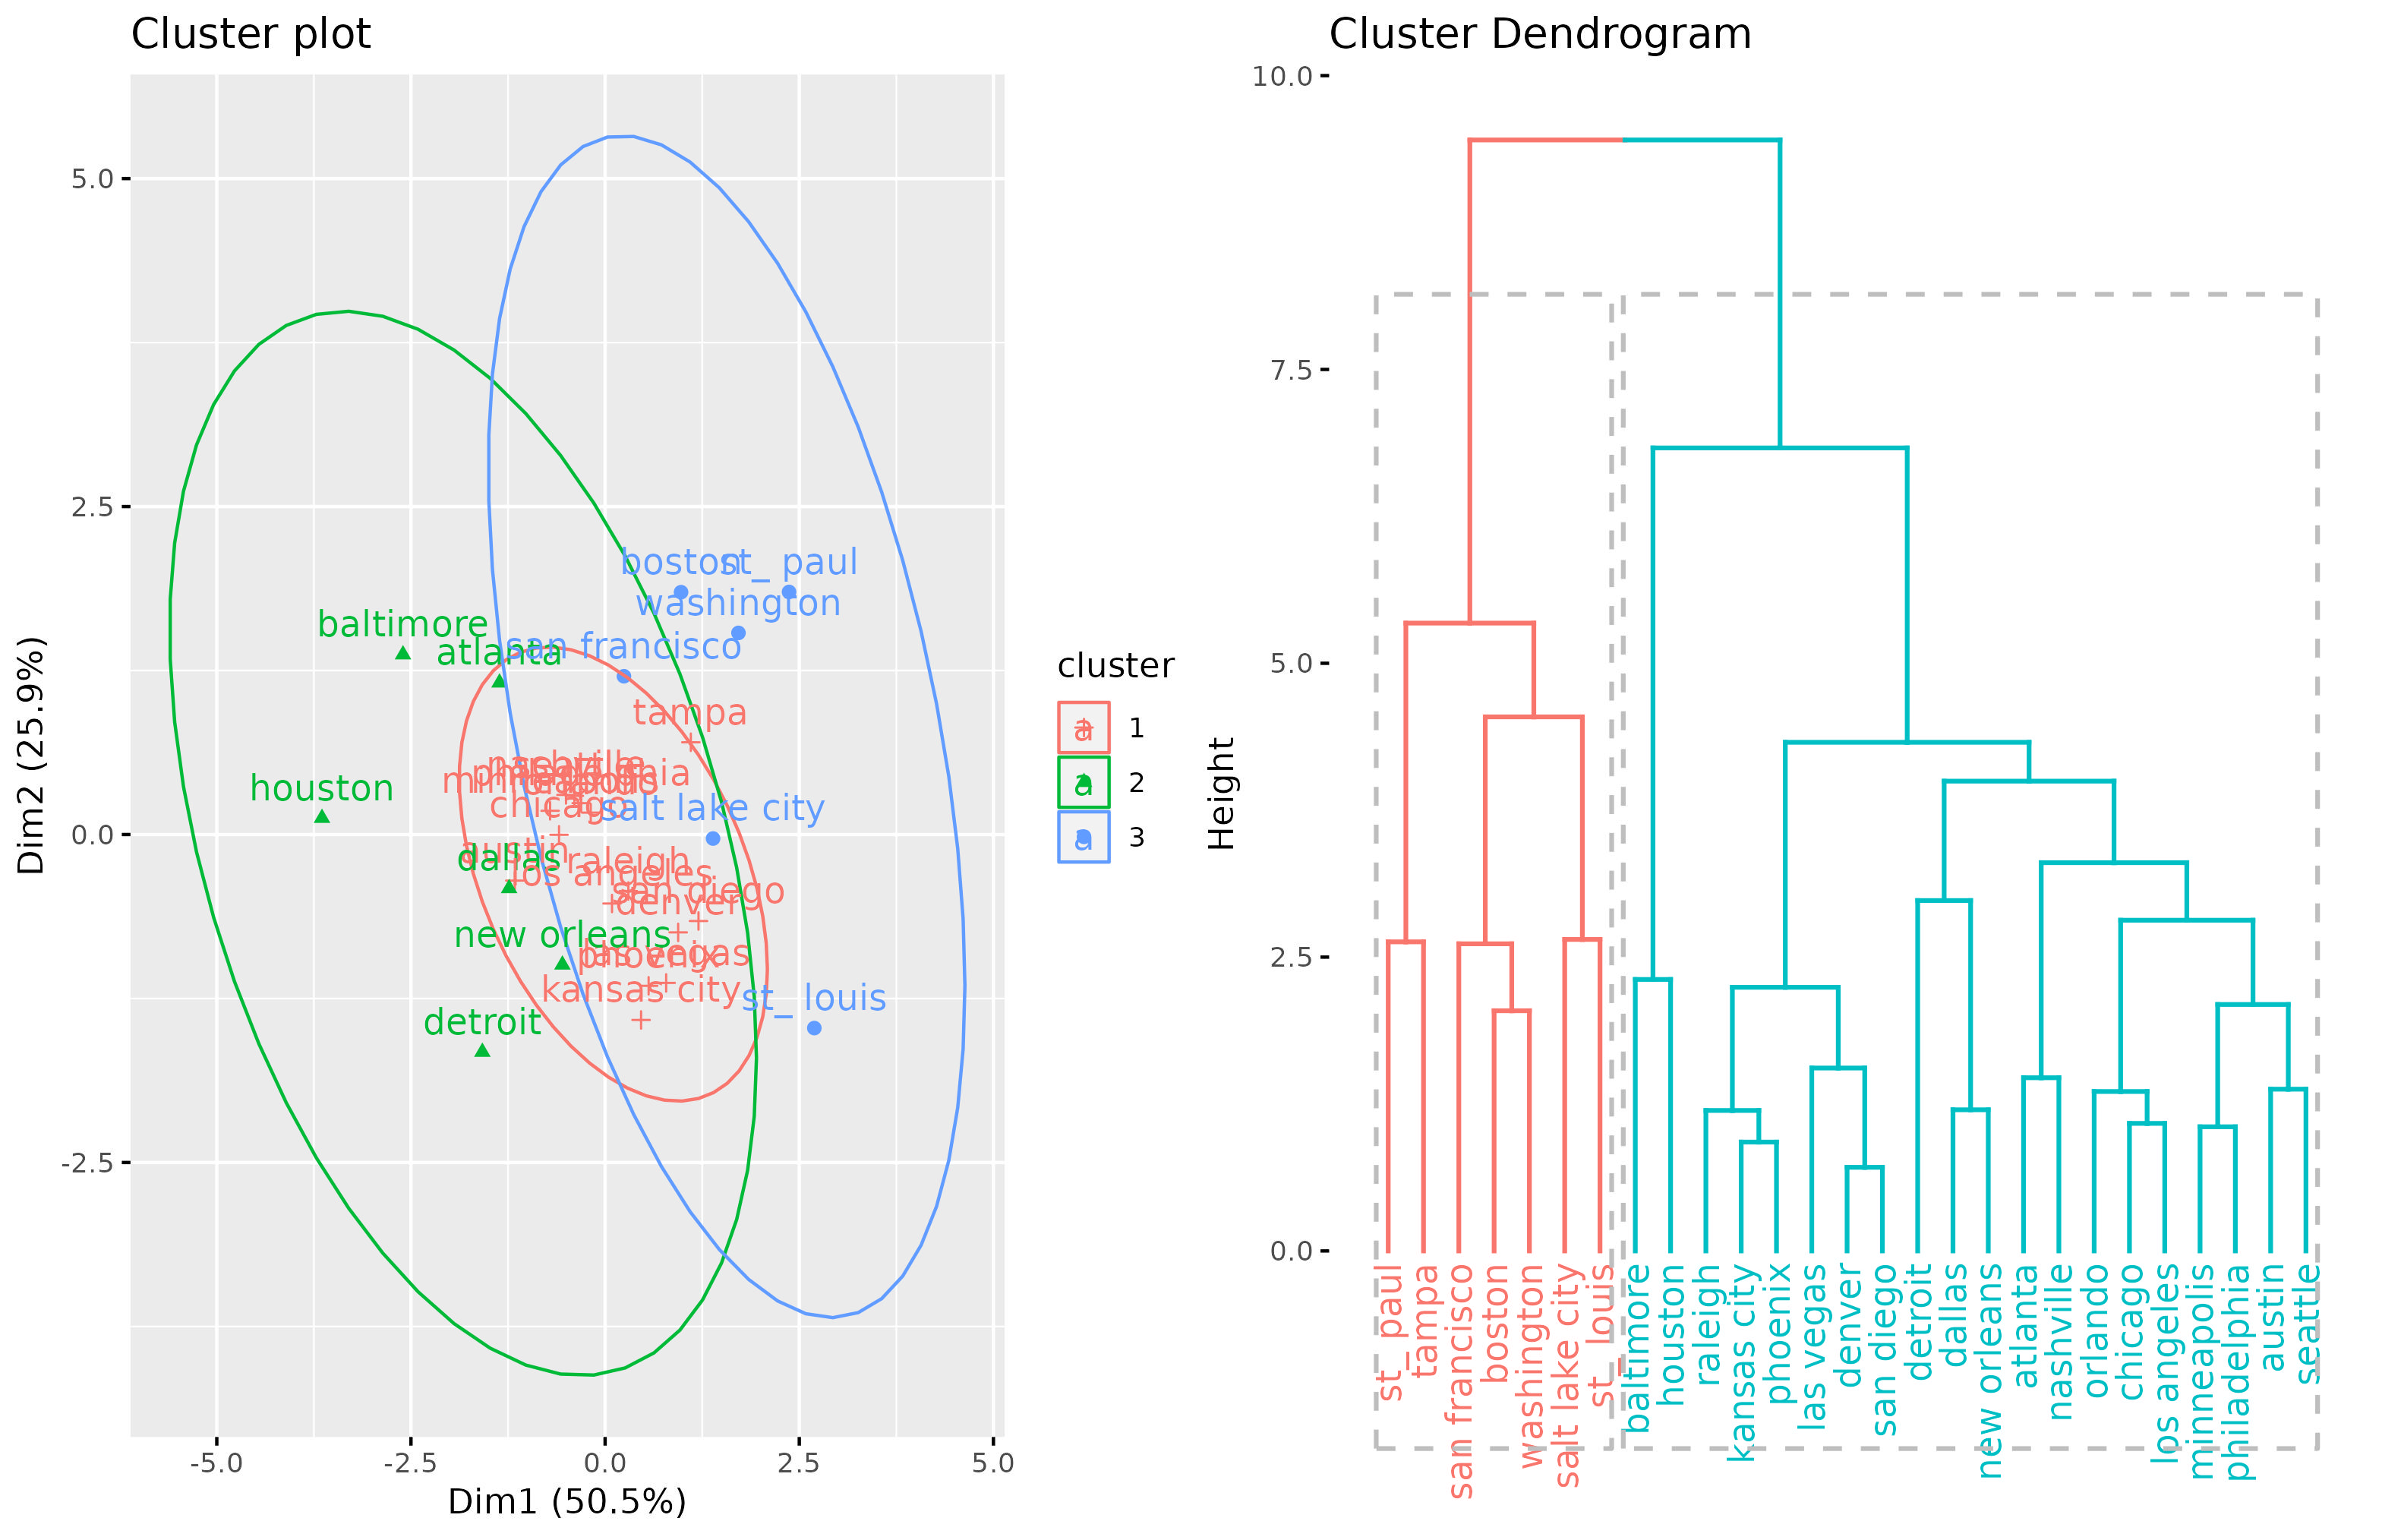 Cluster plot
5.0
2.5
0.0
-2.5
-5.0
-2.5
0.0
2.5
5.0
Dim1 (50.5%)
Dim2 (25.9%)
boston
st_ paul
washington
baltimore
atlanta
san francisco
tampa
houston
chicago
salt lake city
austin
dallas
raleigh
los angeles
san diego
denver
new orleans
las vegas
phoenix
kansas city
st_ louis
detroit
cluster
a 1
a 2
a 3
Cluster Dendrogram
10.0
7.5
5.0
2.5
0.0
Height
st_ paul
tampa
san francisco
boston
washington
salt lake city
st_ louis
baltimore
houston
raleigh
kansas city
phoenix
las vegas
denver
san diego
detroit
dallas
new orleans
atlanta
nashville
orlando
chicago
los angeles
minneapolis
philadelphia
austin
seattle